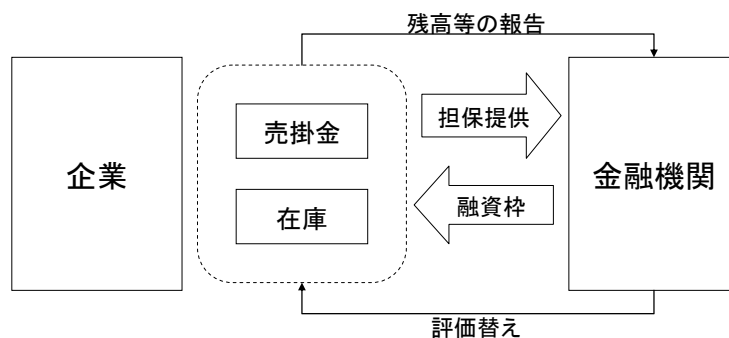 残高等の報告
企業
売掛金
在庫
担保提供
融資枠
金融機関
評価替え